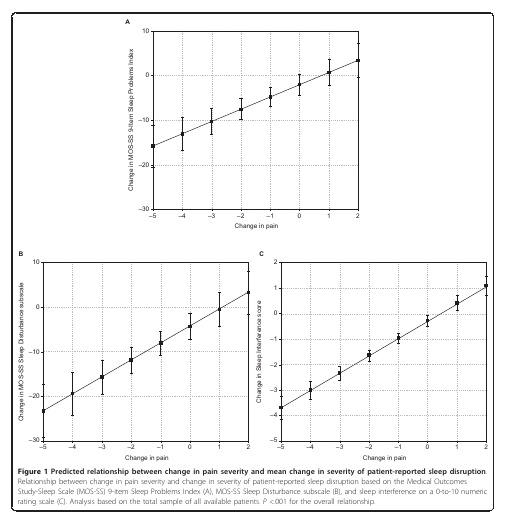 A
Change in MOS-SS 9-item Sleep Problems Index
10
0
–10
–20
–30
–5 –4 –3 –2 –1 0 1 2
Change in pain
B
Change in MOS-SS Sleep Disturbance subscale
10
0
–10
–20
–30
–5 –4 –3 –2 –1 0 1 2
Change in pain
C
Change in Sleep Interference score
2
1
0
–1
–2
–3
–4
–5
–5 –4 –3 –2 –1 0 1 2
Change in pain
Figure 1 Predicted relationship between change in pain severity and mean change in severity of patient-reported sleep disruption.
Relationship between change in pain severity and change in severity of patient-reported sleep disruption based on the Medical Outcomes
Study-Sleep Scale (MOS-SS) 9-item Sleep Problems Index (A), MOS-SS Sleep Disturbance subscale (B), and sleep interference on a 0-to-10 numeric
rating scale (C). Analysis based on the total sample of all available patients. P <.001 for the overall relationship.